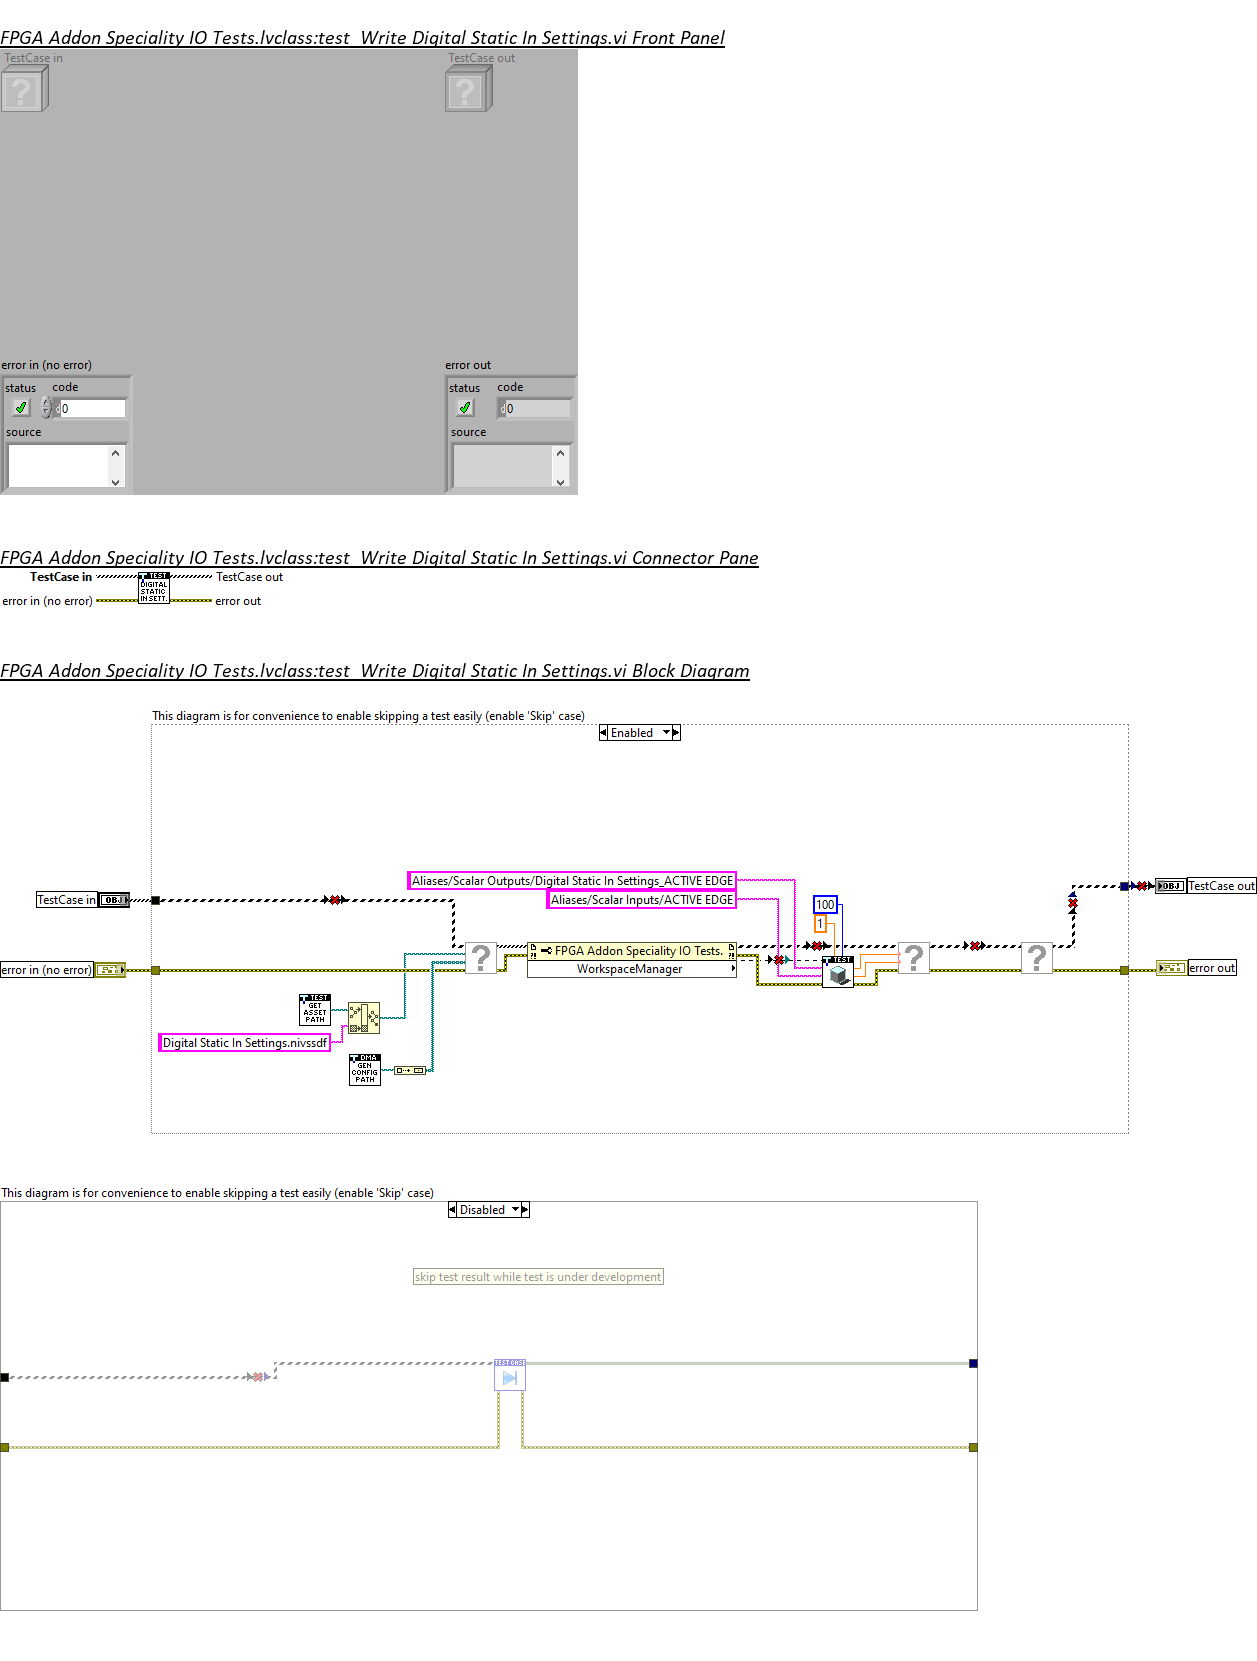 FPGA Addon Speciality IO Tests.lvclass:test_Write Digital Static In Settings.vi Front Panel
TestCase in
TestCase out
error in (no error)
error out
status code
status code
0
0
source
source
FPGA Addon Speciality IO Tests.lvclass:test_Write Digital Static In Settings.vi Connector Pane
TestCase in
TEST
DIGITAL
STATIC
IN SETT.
TestCase out
error in (no error)
error out
FPGA Addon Speciality IO Tests.lvclass:test_Write Digital Static In Settings.vi Block Diagram
This diagram is for convenience to enable skipping a test easily (enable 'Skip' case)
Enabled
Aliases/Scalar Outputs/Digital Static In Settings_ACTIVE EDGE
Aliases/Scalar Inputs/ACTIVE EDGE
TestCase in
OBJ
OBJ
TestCase out
100
1
FPGA Addon Speciality IO Tests.
WorkspaceManager
TEST
error in (no error)
error out
TEST
GET
ASSET
PATH
Digital Static In Settings.nivssdf
DMA
GEN
CONFIG
PATH
This diagram is for convenience to enable skipping a test easily (enable 'Skip' case)
Disabled
skip test result while test is under development
TEST CASE